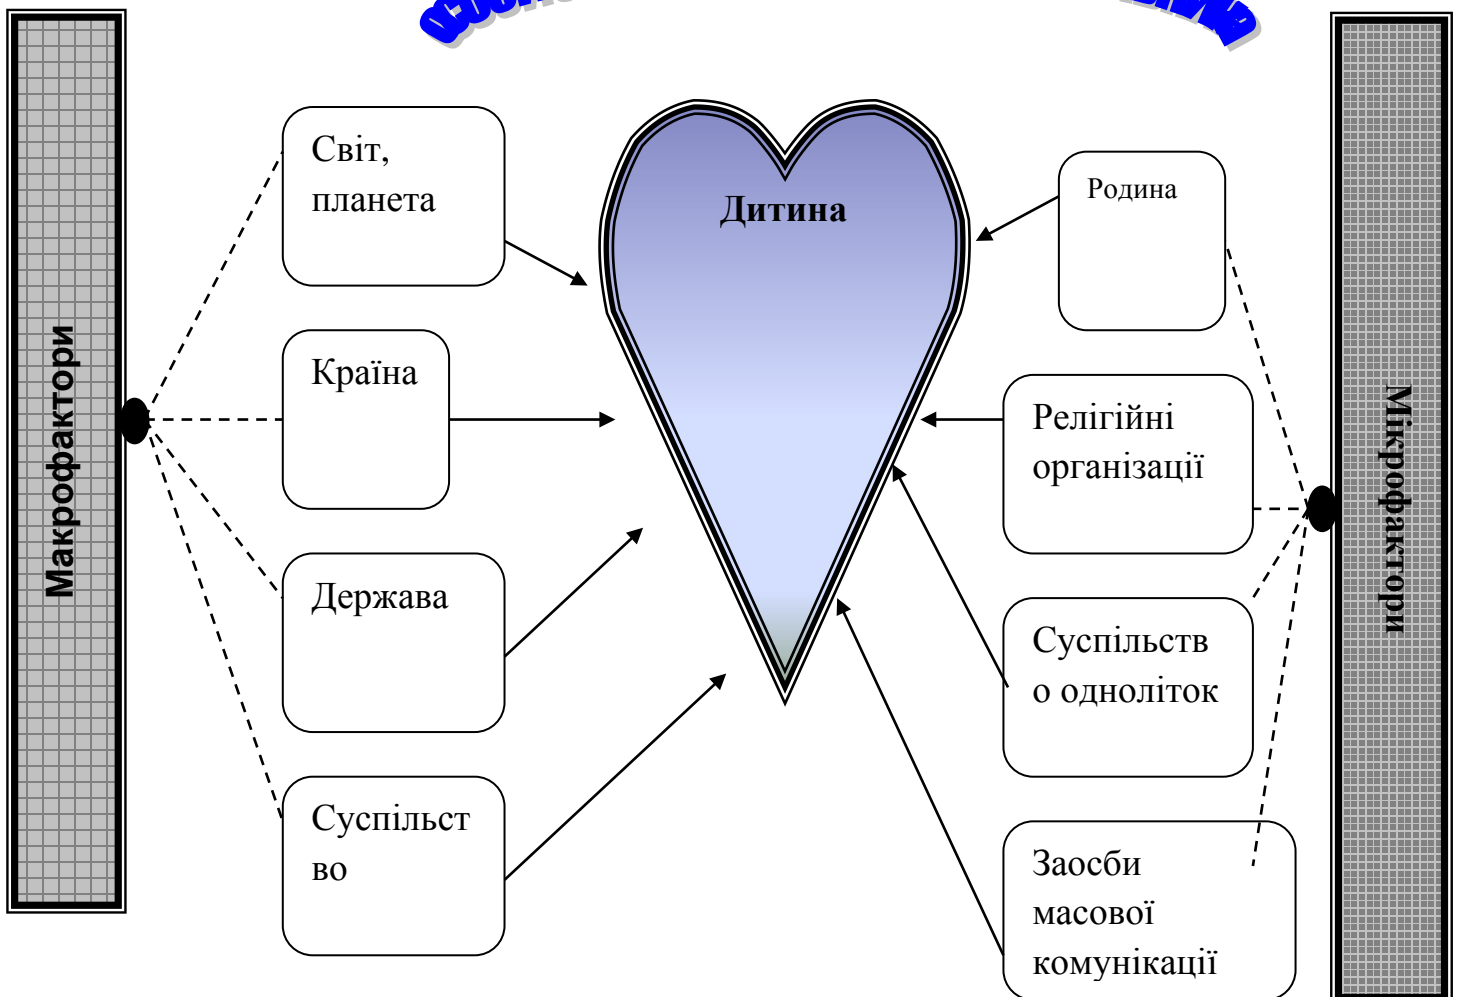 Макрофактори
Світ,
планета
Країна
Держава
Суспільст
во
Дитина
Родина
Релігійні
організації
Суспільств
о одноліток
Заосби
масової
комунікації
Мікрофактори